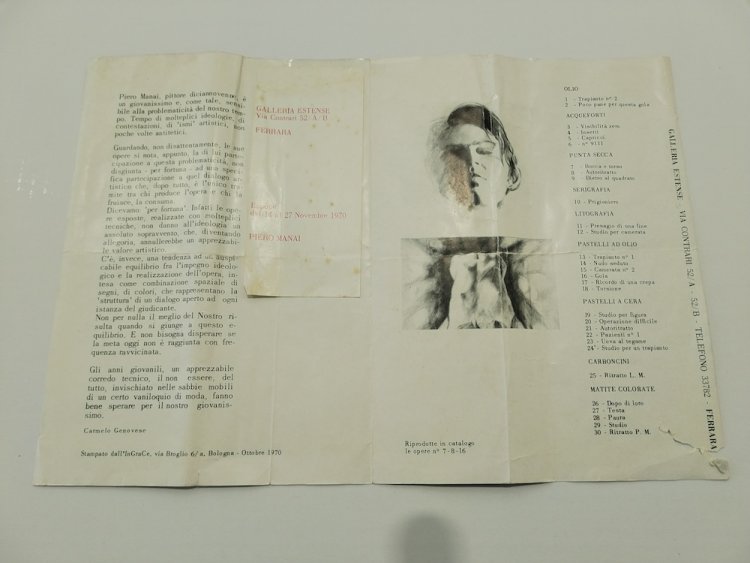 Piero Manai, pittore diciannovenne, è
un giovanissimo e, come tale, sensi-
bile alla problematicità del nostro tem-
po. Tempo di molteplici ideologie, di
contestazioni, di "ismi" artistici, non
poche volte antitetici.
Guardando, non disattentamente, le sue
opere si nota, appunto, la di lui parte-
cipazione a questa problematicità, non
disgiunta - per fortuna - ad una speci-
fica partecipazione a quel dialogo ar-
tistico che, dopo tutto, è l'unico tra-
mite tra chi produce l'opera e chi la
fruisce, la consuma.
Dicevamo "per fortuna". Infatti le ope-
re esposte, realizzate con molteplici
tecniche, non danno all'ideologia un
assoluto sopravvento, che, diventando
allegoria, annullerebbe un apprezzabi-
le valore artistico.
C'è, invece, una tendenza ad un auspi-
cabile equilibrio fra l'impegno ideolo-
gico e la realizzazione dell'opera, in-
tesa come combinazione spaziale di
segni, di colori, che rappresentano la
"struttura" di un dialogo aperto ad ogni
istanza del giudicante.
Non per nulla il meglio del Nostro ri-
sulta quando si giunge a questo e-
quilibrio. E non bisogna disperare se
la meta oggi non è raggiunta con fre-
quenza ravvicinata.
Gli anni giovanili, un apprezzabile
corredo tecnico, il non essere, del
tutto, invischiato nelle sabbie mobili
di un certo vaniloquio di moda, fanno
bene sperare per il nostro giovanis-
simo.
Carmelo Genovese
Stampato dall'InGraCe, via Broglio 6/a, Bologna - Ottobre 1970
GALLERIA ESTENSE
Via Contrari 52/A/B
FERRARA
Espone
dal 14 al 27 Novembre 1970
PIERO MANAI
Riprodotte in catalogo
le opere n° 7-8-16
OLIO
1 - Trapianto n° 2
2 - Poco pane per questa gola
ACQUEFORTI
3 - Visibilità zero
4 - Inserti
5 - Capricci
6 - n° VIII
PUNTA SECCA
7 - Bocca e torso
8 - Autoritratto
9 - Dietro al quadrato
SERIGRAFIA
10 - Prigioniero
LITOGRAFIA
11 - Presagio di una fine
12 - Studio per camerata
PASTELLI AD OLIO
13 - Trapianto n° 1
14 - Nudo seduto
15 - Camerata n° 2
16 - Gola
17 - Ricordo di una crepa
18 - Torsione
PASTELLI A CERA
19 - Studio per figura
20 - Operazione difficile
21 - Autoritratto
22 - Pazienti n° 1
23 - Uomo al tegame
24 - Studio per un trapianto
CARBONCINI
25 - Ritratto L. M.
MATITE COLORATE
26 - Dopo di loro
27 - Testa
28 - Paura
29 - Studio
30 - Ritratto P. M.
GALLERIA ESTENSE - VIA CONTRARI 52/A - 52/B - TELEFONO 33782 - FERRARA